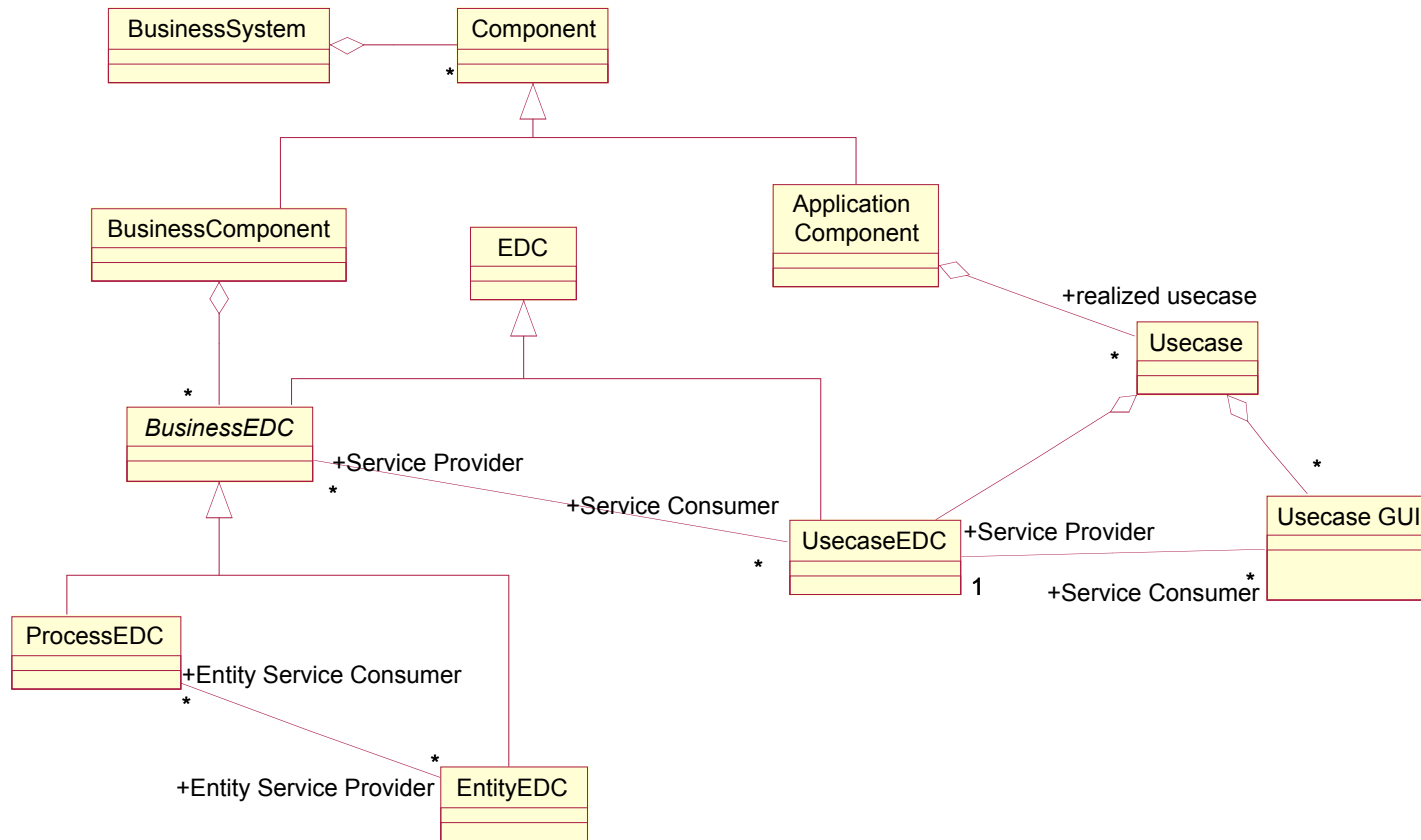 BusinessSystem
Component
*
BusinessComponent
Application
Component
EDC
+realized usecase
Usecase
*
*
BusinessEDC
+Service Provider
*
*
+Service Consumer
Usecase GUI
UsecaseEDC
+Service Provider
*
1
*
+Service Consumer
ProcessEDC
+Entity Service Consumer
*
*
+Entity Service Provider
EntityEDC